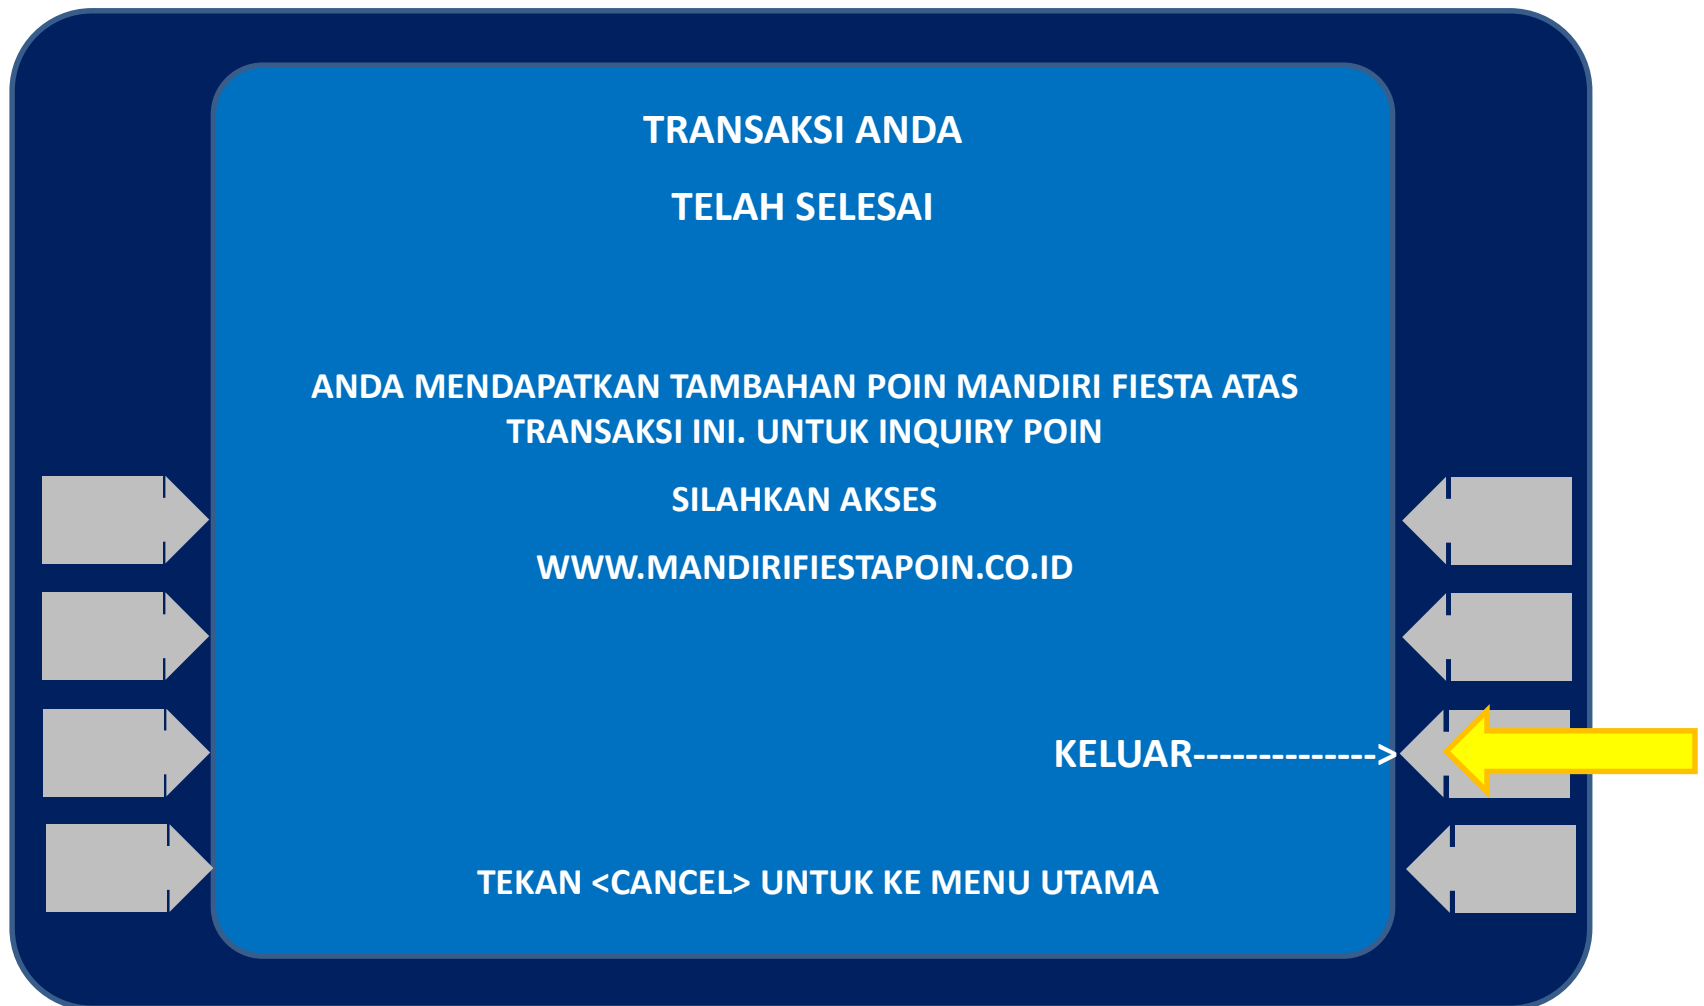 TRANSAKSI ANDA
TELAH SELESAI
ANDA MENDAPATKAN TAMBAHAN POIN MANDIRI FIESTA ATAS
TRANSAKSI INI. UNTUK INQUIRY POIN
SILAHKAN AKSES
WWW.MANDIRIFIESTAPOIN.CO.ID
KELUAR-------------->
TEKAN <CANCEL> UNTUK KE MENU UTAMA